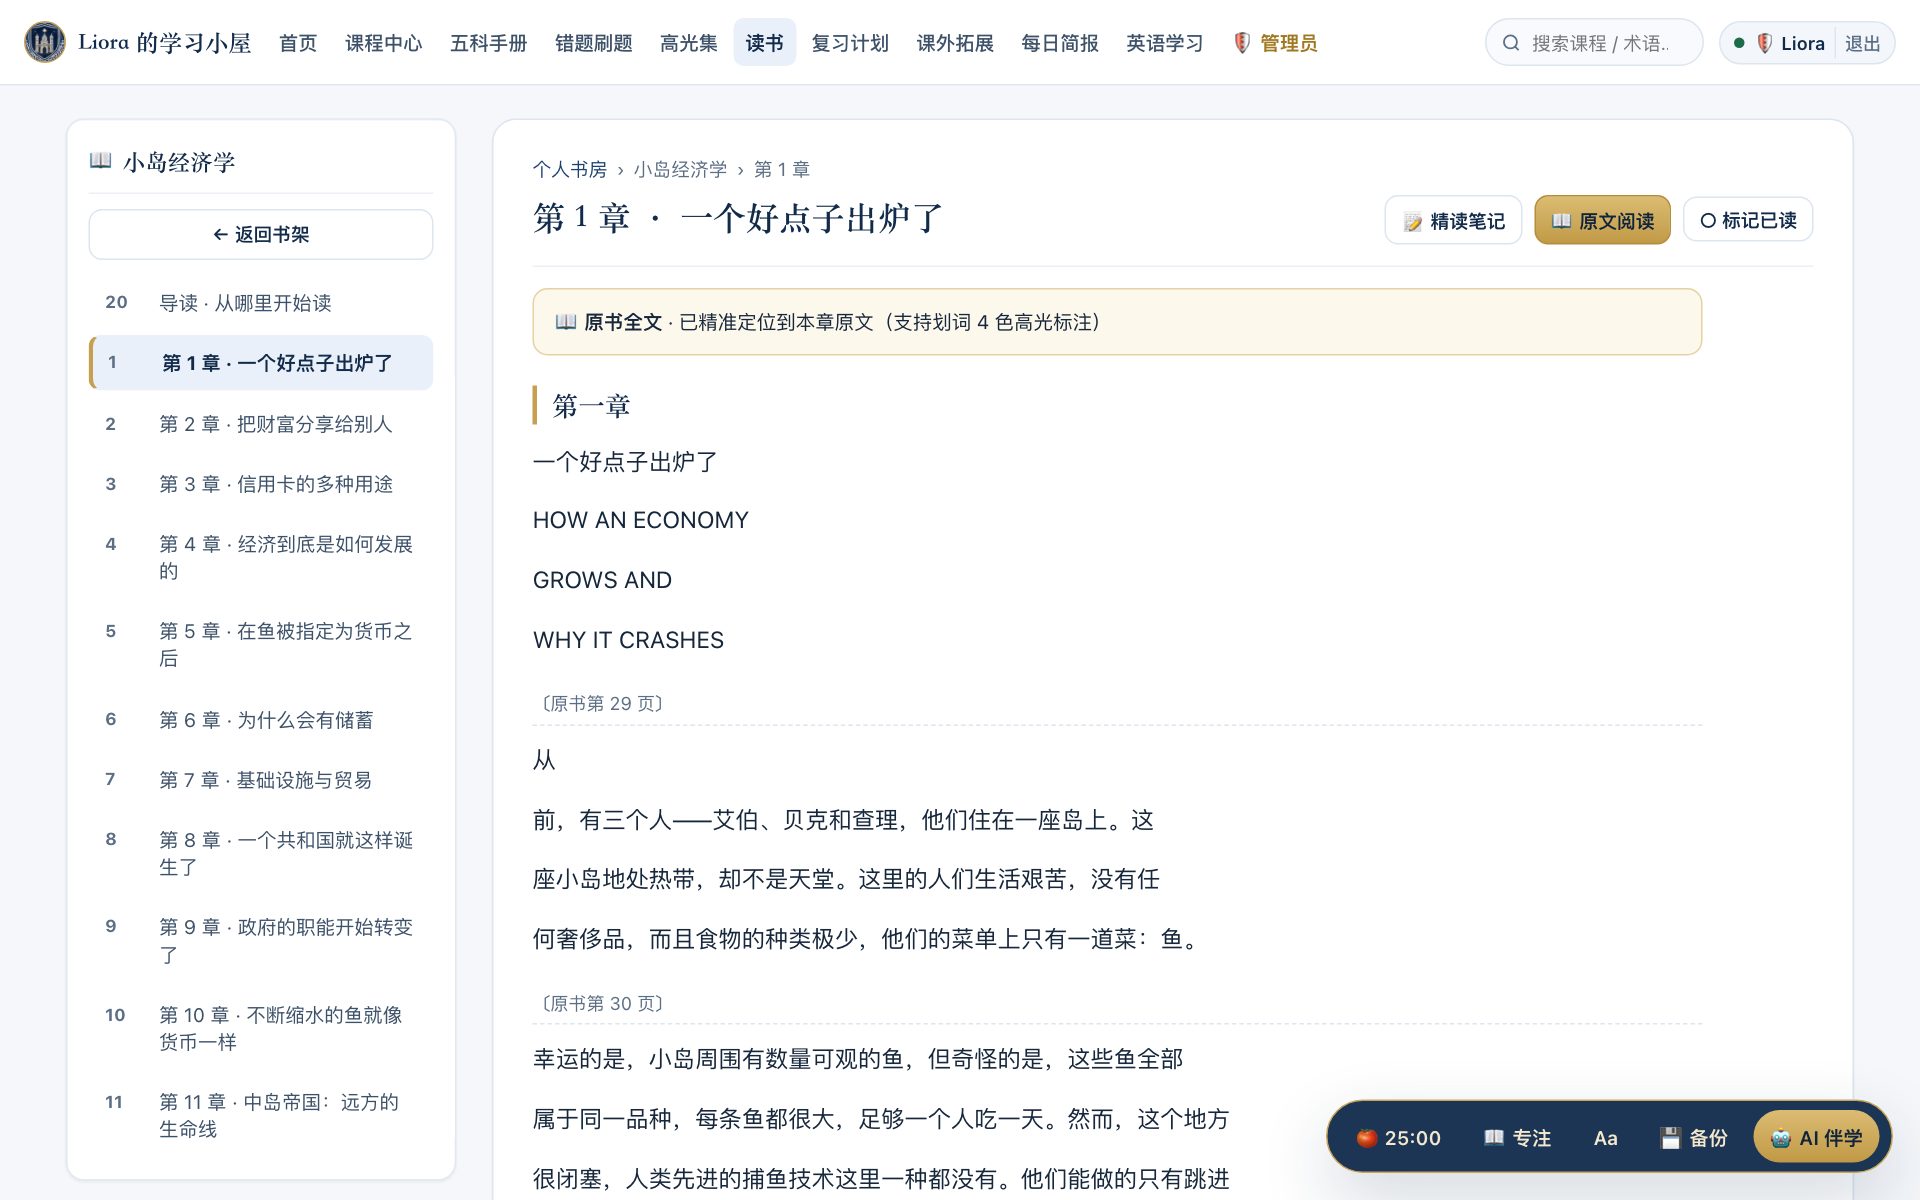 Liora 的学习小屋
首页
课程中心
五科手册
错题刷题
高光集
读书
复习计划
课外拓展
每日简报
英语学习
管理员
搜索课程 / 术语..
Liora
退出
小岛经济学
← 返回书架
20 导读 · 从哪里开始读
1 第 1 章 · 一个好点子出炉了
2 第 2 章 · 把财富分享给别人
3 第 3 章 · 信用卡的多种用途
4 第 4 章 · 经济到底是如何发展
的
5 第 5 章 · 在鱼被指定为货币之
后
6 第 6 章 · 为什么会有储蓄
7 第 7 章 · 基础设施与贸易
8 第 8 章 · 一个共和国就这样诞
生了
9 第 9 章 · 政府的职能开始转变
了
10 第 10 章 · 不断缩水的鱼就像
货币一样
11 第 11 章 · 中岛帝国：远方的
生命线
个人书房 › 小岛经济学 › 第 1 章
第 1 章 · 一个好点子出炉了
精读笔记
原文阅读
标记已读
原书全文 · 已精准定位到本章原文（支持划词 4 色高光标注）
第一章
一个好点子出炉了
HOW AN ECONOMY
GROWS AND
WHY IT CRASHES
〔原书第 29 页〕
从
前，有三个人——艾伯、贝克和查理，他们住在一座岛上。这
座小岛地处热带，却不是天堂。这里的人们生活艰苦，没有任
何奢侈品，而且食物的种类极少，他们的菜单上只有一道菜：鱼。
〔原书第 30 页〕
幸运的是，小岛周围有数量可观的鱼，但奇怪的是，这些鱼全部
属于同一品种，每条鱼都很大，足够一个人吃一天。然而，这个地方
很闭塞，人类先进的捕鱼技术这里一种都没有。他们能做的只有跳进
25:00
专注
Aa
备份
AI 伴学